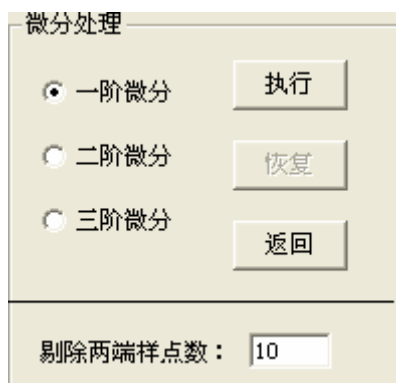 微分处理
一阶微分 执行
二阶微分 恢复
三阶微分
返回
剔除两端样点数： 10